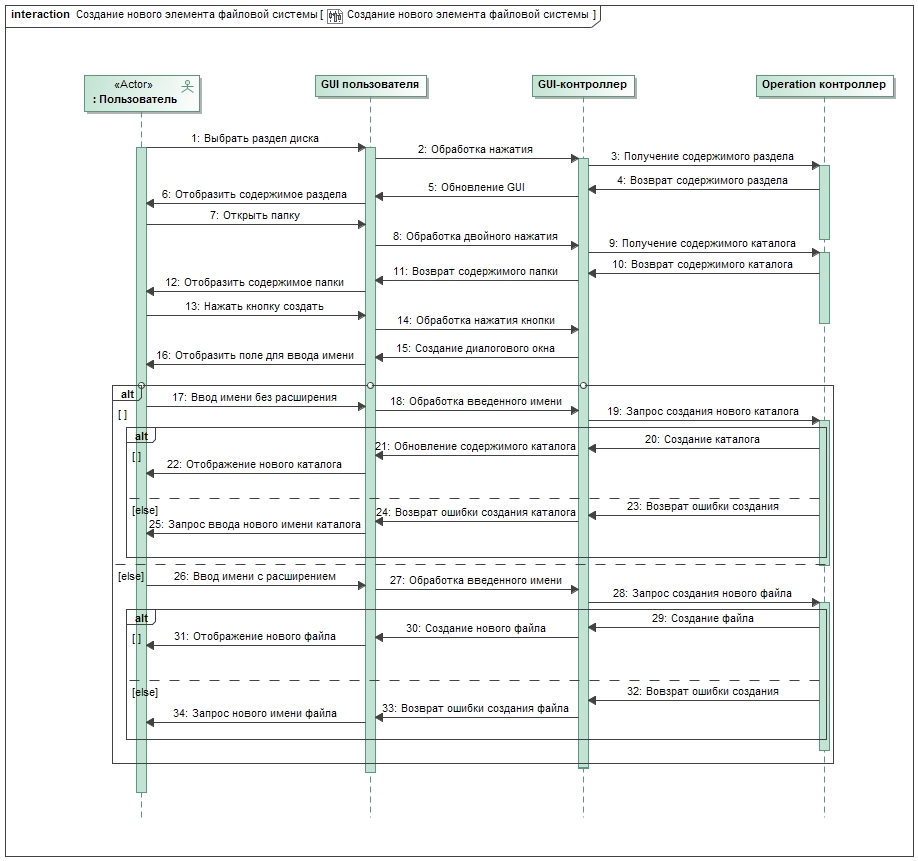 interaction Создание нового элемента файловой системы [ Создание нового элемента файловой системы ]
«Actor»
: Пользователь
GUI пользователя
GUI-контроллер
Operation контроллер
1: Выбрать раздел диска
2: Обработка нажатия
3: Получение содержимого раздела
4: Возврат содержимого раздела
5: Обновление GUI
6: Отобразить содержимое раздела
7: Открыть папку
8: Обработка двойного нажатия
9: Получение содержимого каталога
10: Возврат содержимого каталога
11: Возврат содержимого папки
12: Отобразить содержимое папки
13: Нажать кнопку создать
14: Обработка нажатия кнопки
15: Создание диалогового окна
16: Отобразить поле для ввода имени
alt
[ ]
17: Ввод имени без расширения
18: Обработка введенного имени
19: Запрос создания нового каталога
alt
[ ]
20: Создание каталога
21: Обновление содержимого каталога
22: Отображение нового каталога
[else]
23: Возврат ошибки создания
24: Возврат ошибки создания каталога
25: Запрос ввода нового имени каталога
[else]
26: Ввод имени с расширением
27: Обработка введенного имени
28: Запрос создания нового файла
alt
[ ]
29: Создание файла
30: Создание нового файла
31: Отображение нового файла
[else]
32: Вовзрат ошибки создания
33: Возврат ошибки создания файла
34: Запрос нового имени файла